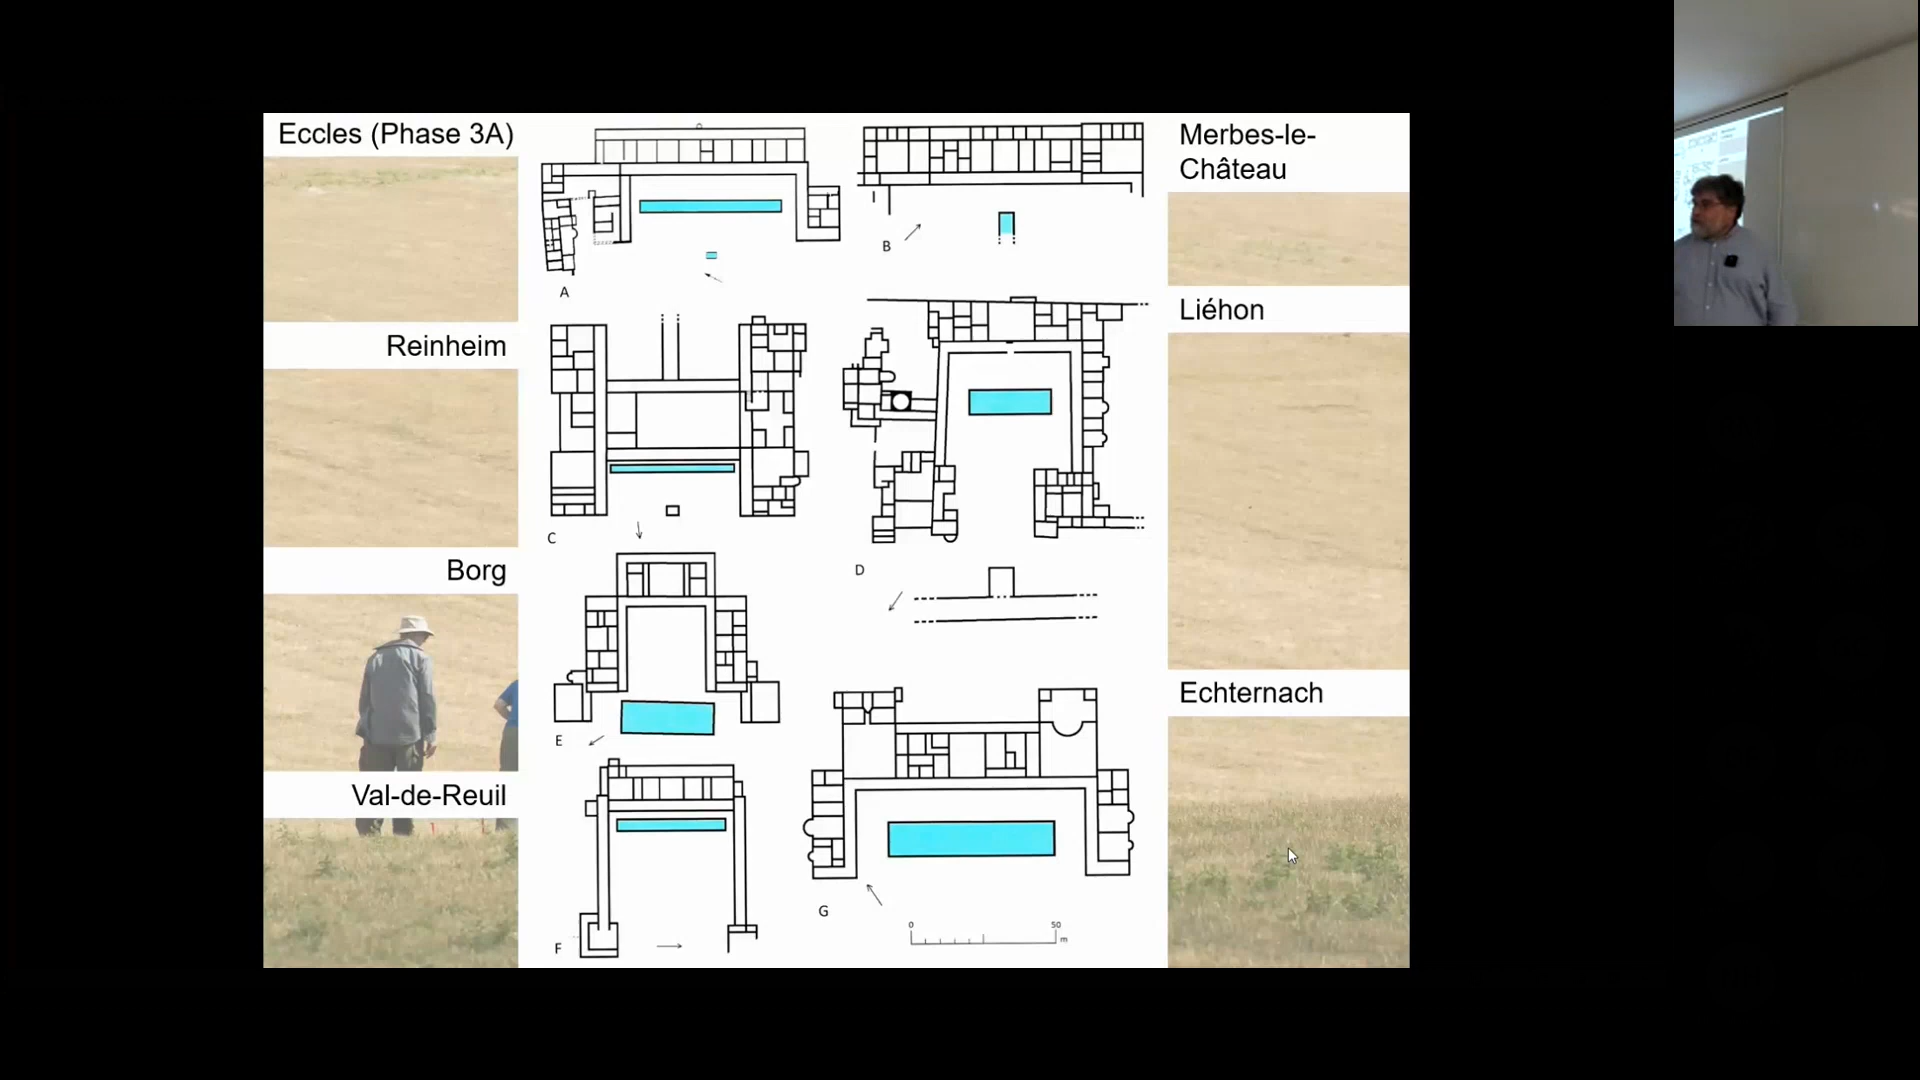 Eccles (Phase 3A)
Merbes-le-
Château
A
B
Reinheim
Liéhon
C
D
Borg
E
Echternach
Val-de-Reuil
F
G
0
50
m